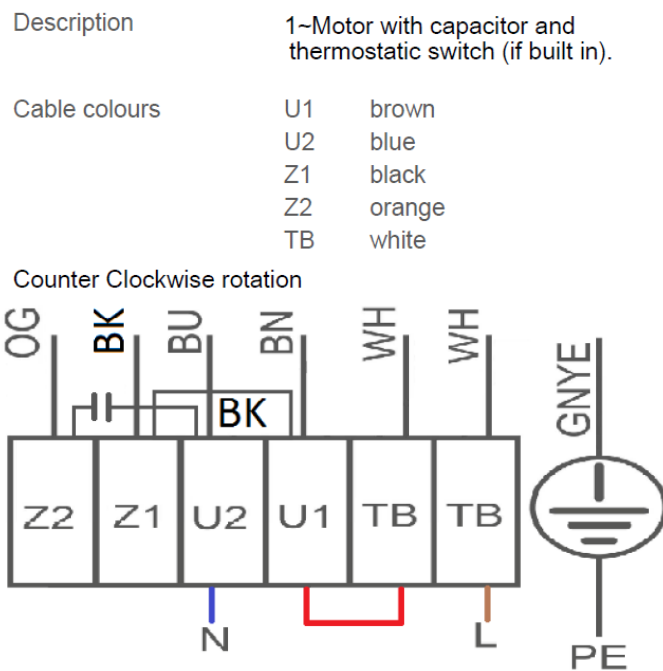 Description 1~Motor with capacitor and
thermostatic switch (if built in).
Cable colours U1 brown
U2 blue
Z1 black
Z2 orange
TB white
Counter Clockwise rotation
OG BK BU BN WH WH GNYE
BK
Z2 Z1 U2 U1 TB TB
N L
PE